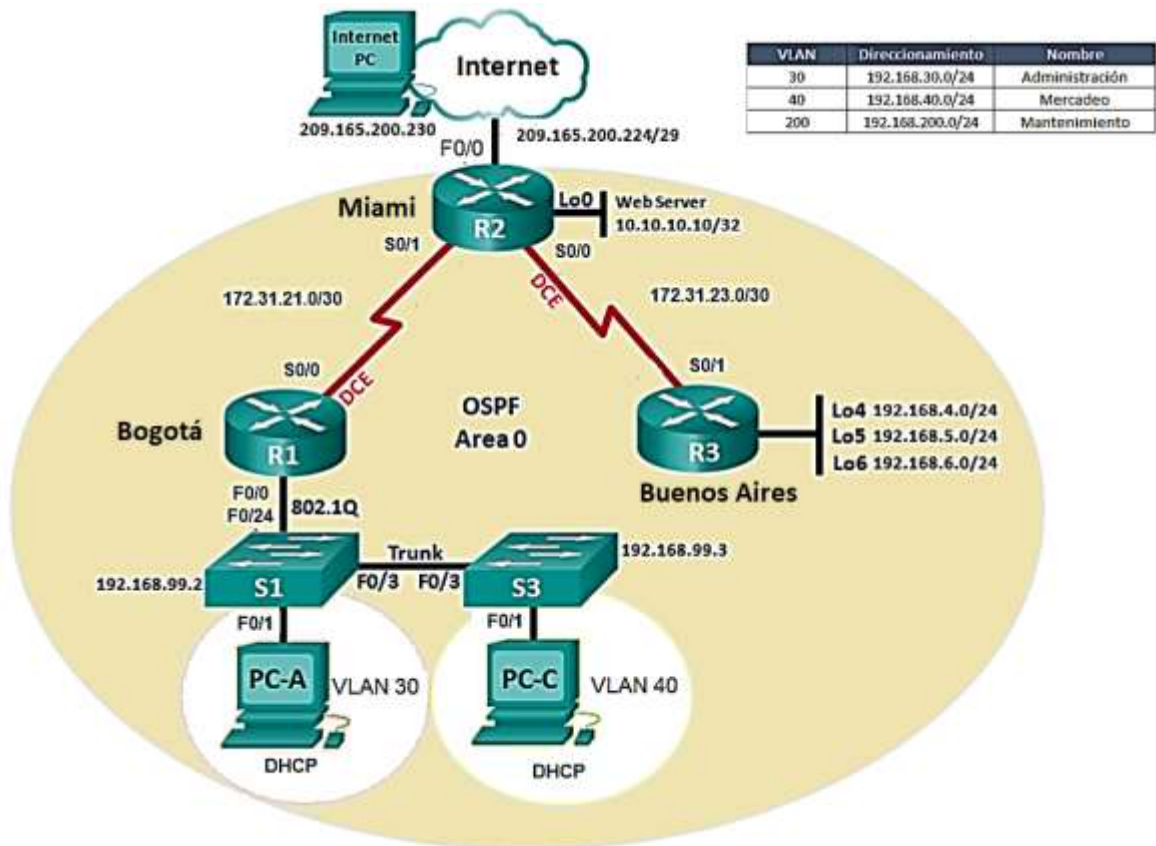 Internet
PC
Internet
209.165.200.230
209.165.200.224/29
F0/0
VLAN Direccionamiento Nombre
30 192.168.30.0/24 Administración
40 192.168.40.0/24 Mercadeo
200 192.168.200.0/24 Mantenimiento
Miami
R2
Lo0
Web Server
10.10.10.10/32
S0/1
S0/0
DCE
172.31.21.0/30
172.31.23.0/30
S0/0
DCE
S0/1
Bogotá
R1
OSPF
Area 0
R3
Buenos Aires
Lo4 192.168.4.0/24
Lo5 192.168.5.0/24
Lo6 192.168.6.0/24
F0/0
F0/24
802.1Q
192.168.99.2
S1
Trunk
F0/3 F0/3
S3
192.168.99.3
F0/1
F0/1
PC-A
VLAN 30
PC-C
VLAN 40
DHCP
DHCP